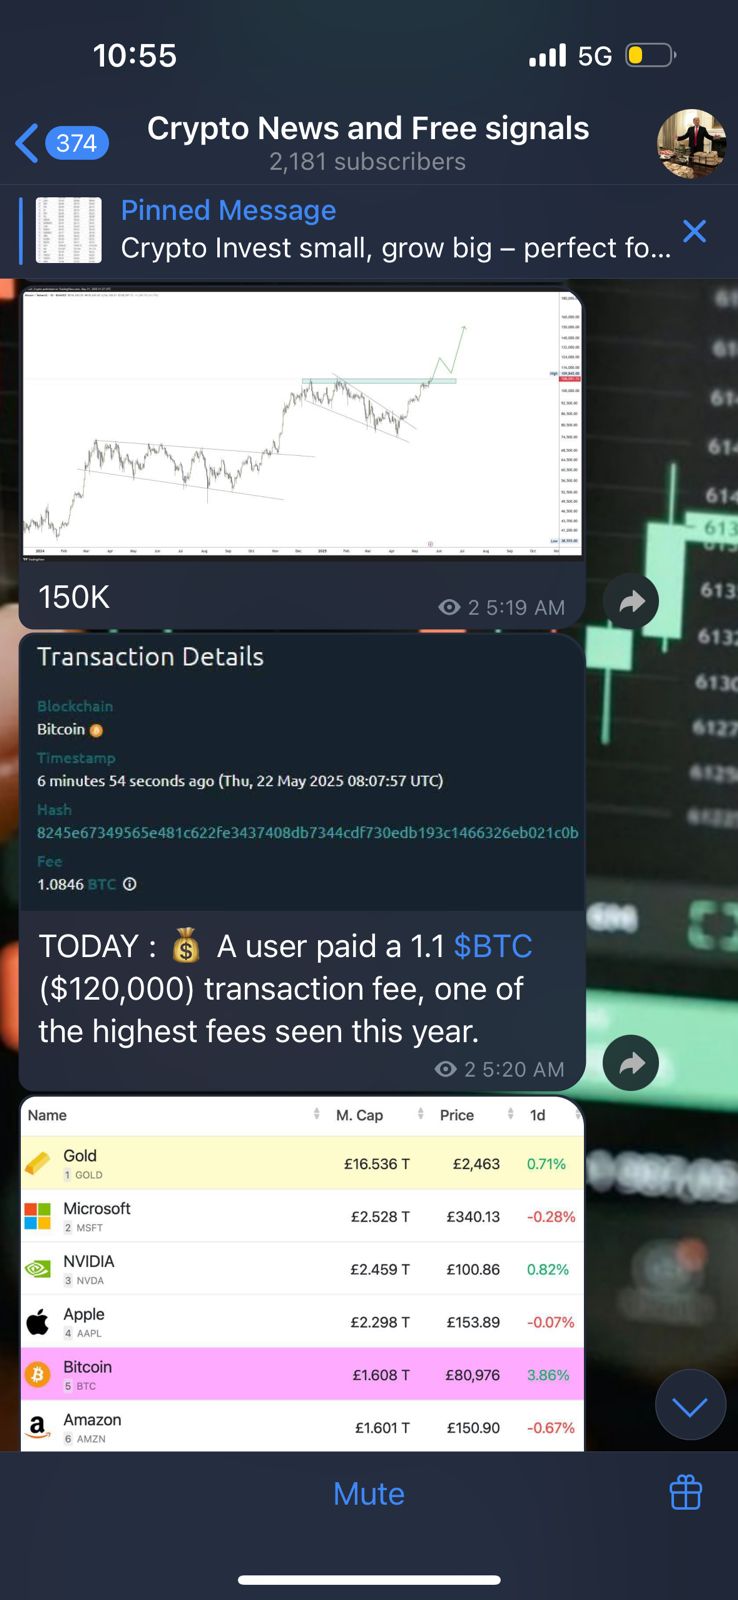 10:55
5G
374
Crypto News and Free signals
2,181 subscribers
Pinned Message
Crypto Invest small, grow big – perfect fo...
150K
2 5:19 AM
Transaction Details
Blockchain
Bitcoin
Timestamp
6 minutes 54 seconds ago (Thu, 22 May 2025 08:07:57 UTC)
Hash
8245e67349565e481c622fe3437408db7344cdf730edb193c1466326eb021c0b
Fee
1.0846 BTC
TODAY : 💰 A user paid a 1.1 $BTC
($120,000) transaction fee, one of
the highest fees seen this year.
2 5:20 AM
Name M. Cap Price 1d
Gold
1 GOLD £16.536 T £2,463 0.71%
Microsoft
2 MSFT £2.528 T £340.13 -0.28%
NVIDIA
3 NVDA £2.459 T £100.86 0.82%
Apple
4 AAPL £2.298 T £153.89 -0.07%
Bitcoin
5 BTC £1.608 T £80,976 3.86%
Amazon
6 AMZN £1.601 T £150.90 -0.67%
Mute